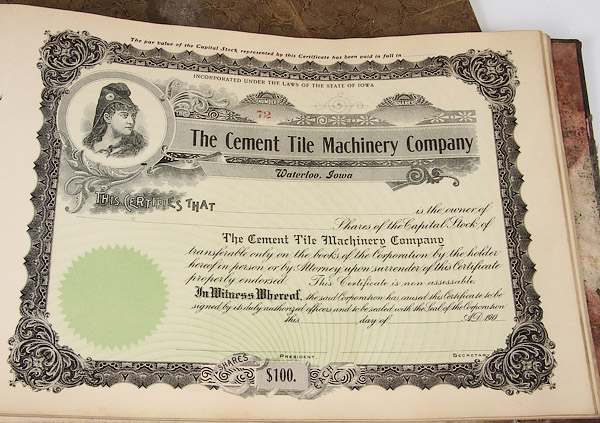 The par value of the Capital Stock represented by this Certificate has been paid in full in
INCORPORATED UNDER THE LAWS OF THE STATE OF IOWA
NUMBER
SHARES
72
The Cement Tile Machinery Company
Waterloo, Iowa
THIS CERTIFIES THAT
is the owner of
Shares of the Capital Stock of
The Cement Tile Machinery Company
transferable only on the books of the Corporation by the holder
hereof in person or by Attorney upon surrender of this Certificate
properly endorsed. This Certificate is non assessable.
In Witness Whereof, the said Corporation has caused this Certificate to be
signed by its duly authorized officers and to be sealed with the Seal of the Corporation
this day of A.D. 190
PRESIDENT
SECRETARY
SHARES $100. EACH